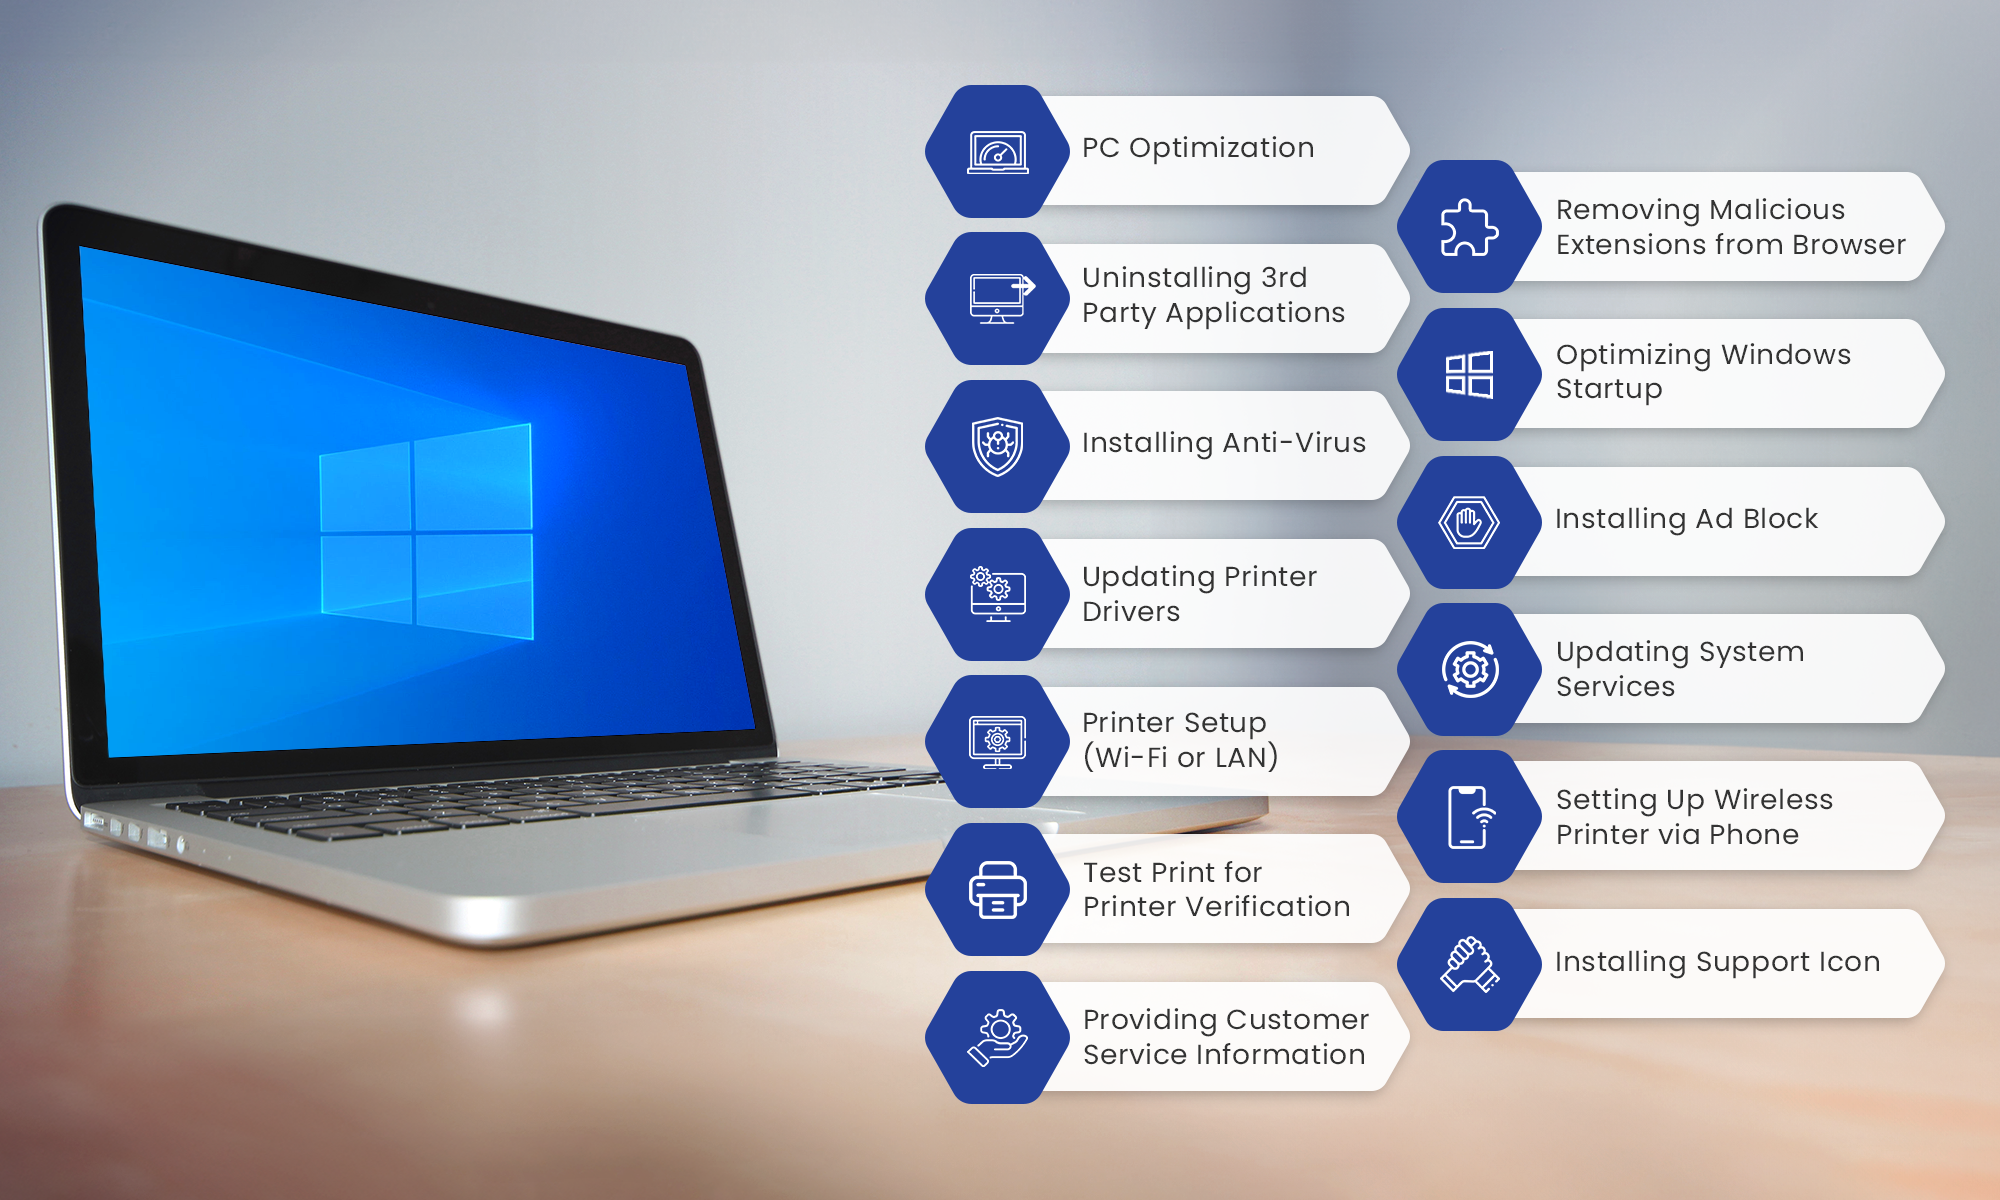 PC Optimization
Uninstalling 3rd
Party Applications
Installing Anti-Virus
Updating Printer
Drivers
Printer Setup
(Wi-Fi or LAN)
Test Print for
Printer Verification
Providing Customer
Service Information
Removing Malicious
Extensions from Browser
Optimizing Windows
Startup
Installing Ad Block
Updating System
Services
Setting Up Wireless
Printer via Phone
Installing Support Icon